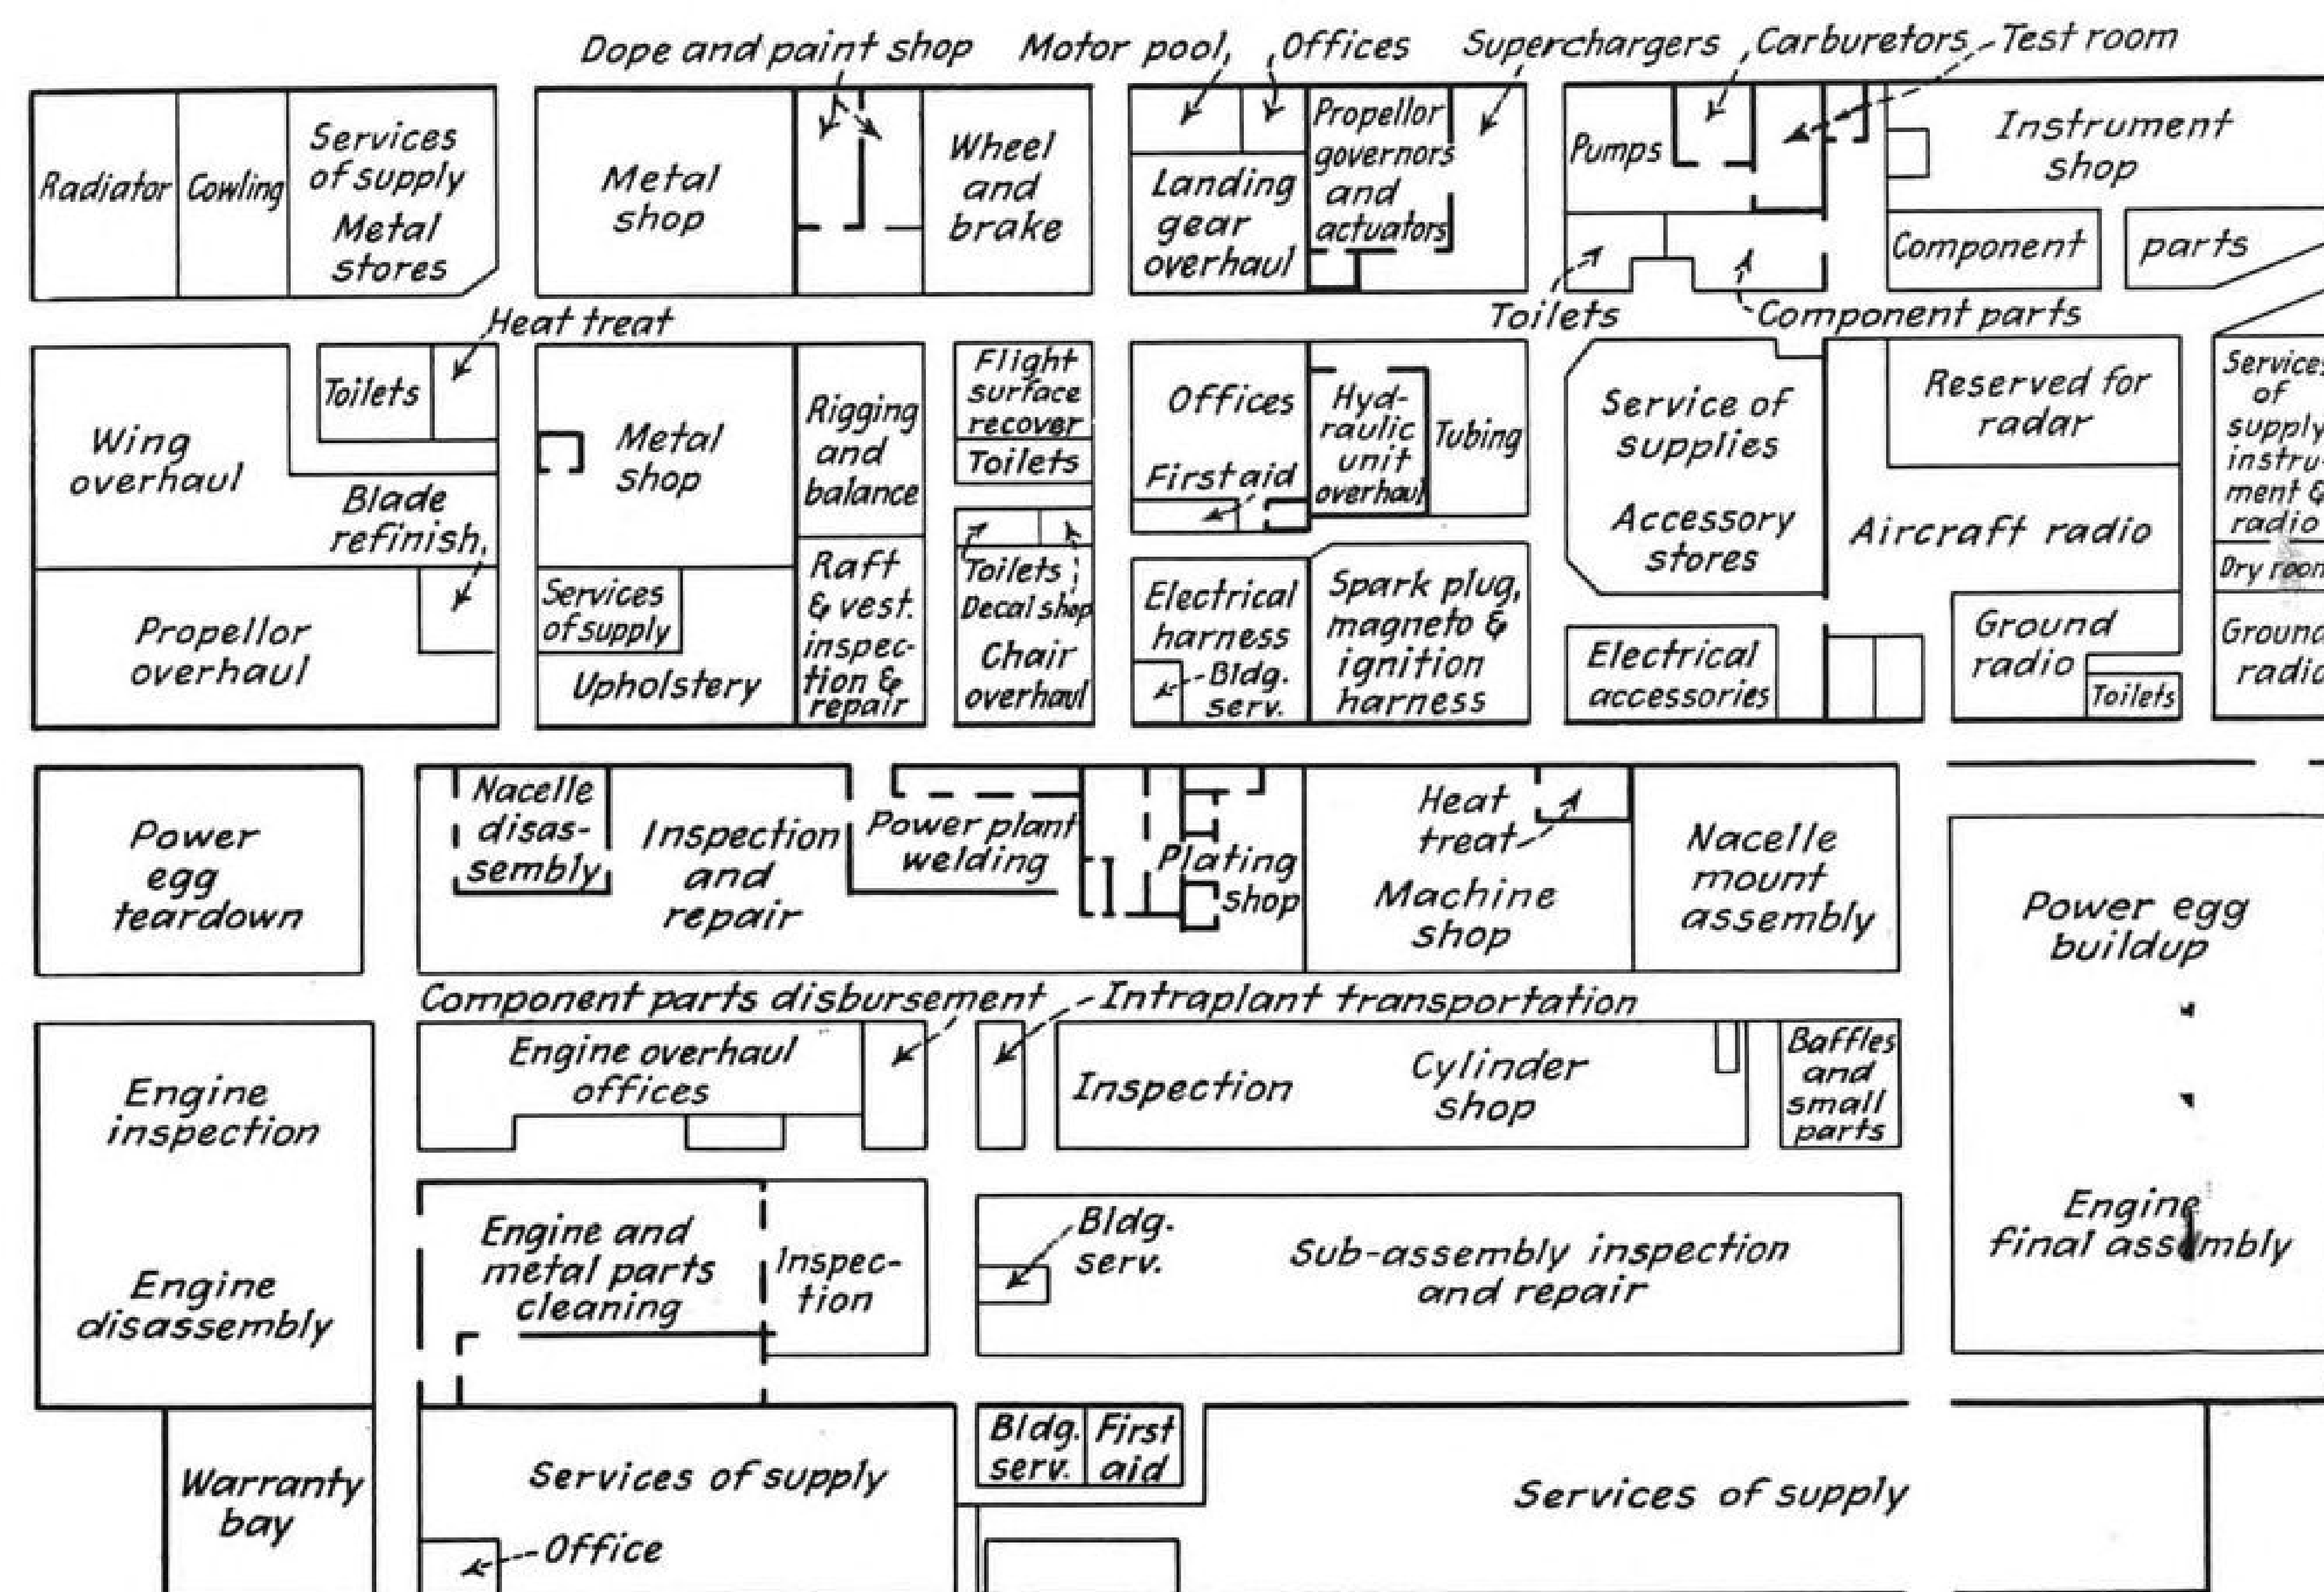 Dope and paint shop
Motor pool,
Offices
Superchargers
Carburetors
Test room
Radiator
Cowling
Services
of supply
Metal
stores
Metal
shop
Wheel
and
brake
Landing
gear
overhaul
Propellor
governors
and
actuators
Pumps
Instrument
shop
Component
parts
Heat treat
Toilets
Component parts
Wing
overhaul
Toilets
Blade
refinish,
Propellor
overhaul
Metal
shop
Services
of supply
Upholstery
Rigging
and
balance
Raft
& vest.
inspec-
tion &
repair
Flight
surface
recover
Toilets
Toilets
Decal shop
Chair
overhaul
Offices
First aid
Hyd-
raulic
unit
overhaul
Tubing
Electrical
harness
Bldg.
serv.
Spark plug,
magneto &
ignition
harness
Service of
supplies
Accessory
stores
Electrical
accessories
Reserved for
radar
Aircraft radio
Ground
radio
Toilets
Services
of
supply
instru-
ment &
radio
Dry room
Ground
radio
Power
egg
teardown
Nacelle
disas-
sembly
Inspection
and
repair
Power plant
welding
Plating
shop
Heat
treat
Machine
shop
Nacelle
mount
assembly
Power egg
buildup
Engine
final assembly
Component parts disbursement
Intraplant transportation
Engine
inspection
Engine
disassembly
Engine overhaul
offices
Inspection
Cylinder
shop
Baffles
and
small
parts
Engine and
metal parts
cleaning
Inspec-
tion
Bldg.
serv.
Sub-assembly inspection
and repair
Warranty
bay
Services of supply
Office
Bldg.
serv.
First
aid
Services of supply